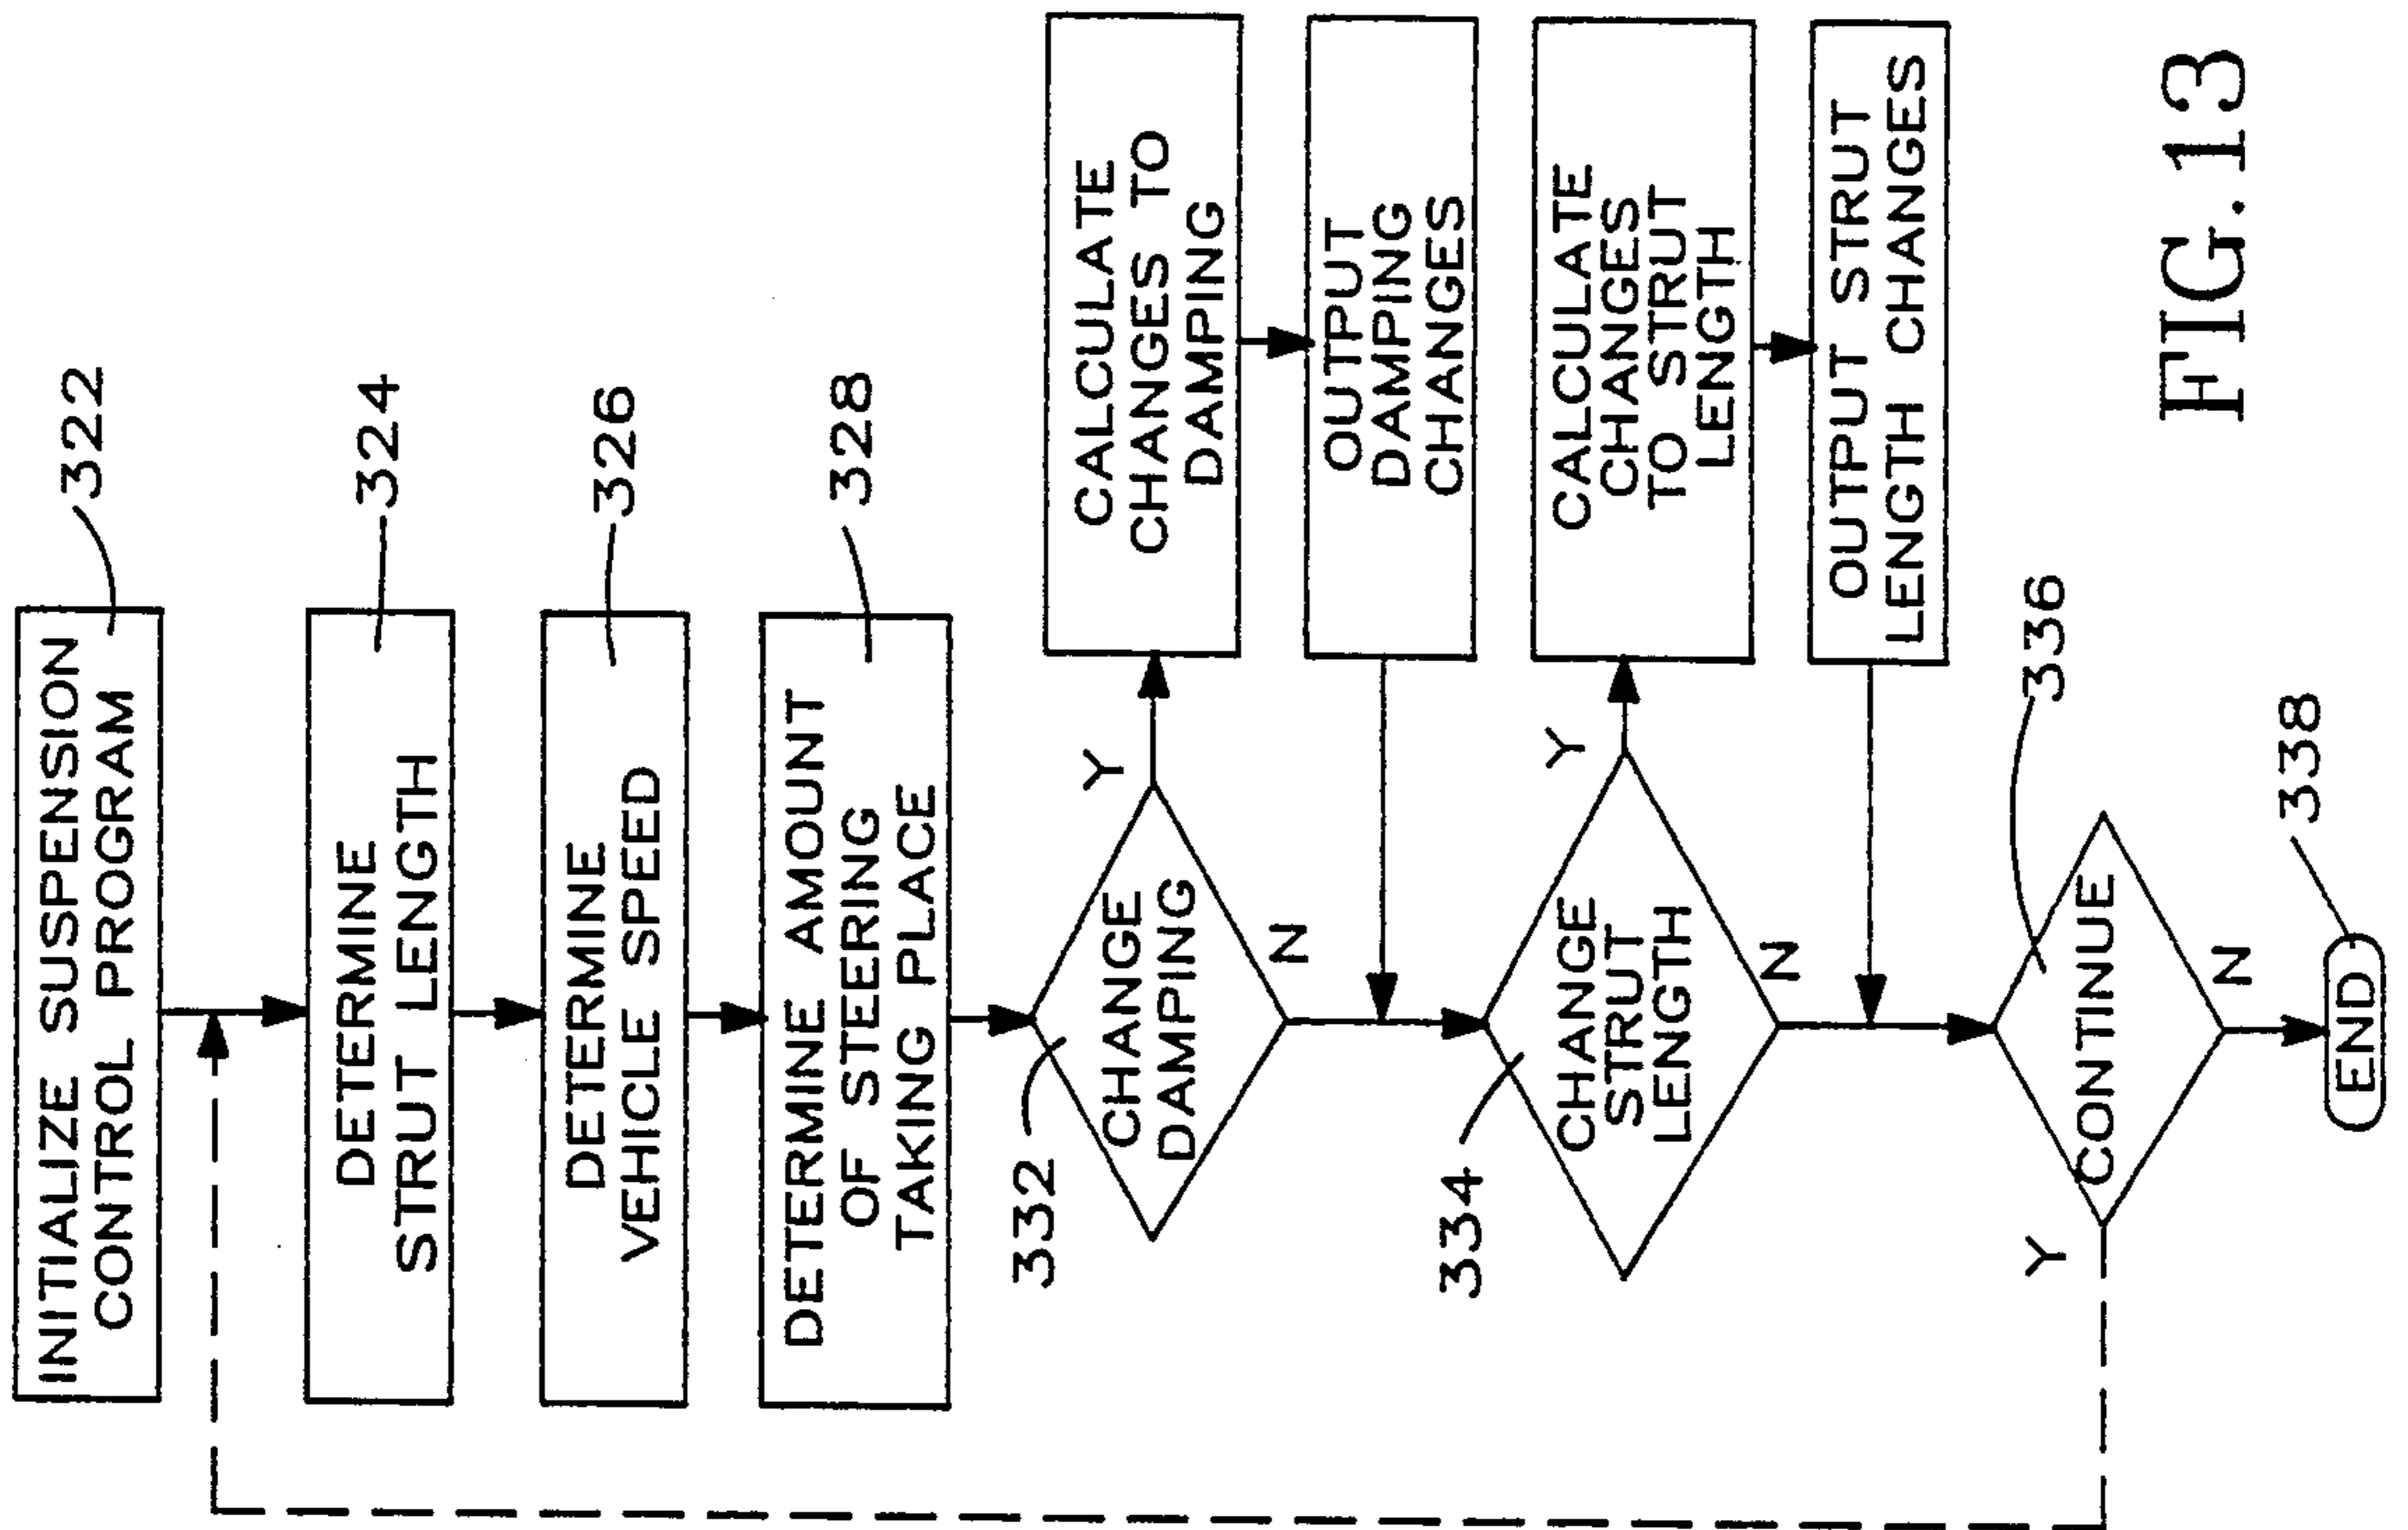 INITIALIZE SUSPENSION
CONTROL PROGRAM
322
DETERMINE
STRUT LENGTH
324
DETERMINE
VEHICLE SPEED
326
DETERMINE AMOUNT
OF STEERING
TAKING PLACE
328
332
CHANGE
DAMPING
Y
N
CALCULATE
CHANGES TO
DAMPING
OUTPUT
DAMPING
CHANGES
334
CHANGE
STRUT
LENGTH
Y
N
CALCULATE
CHANGES
TO STRUT
LENGTH
OUTPUT STRUT
LENGTH CHANGES
336
CONTINUE
Y
N
END
338
FIG.13